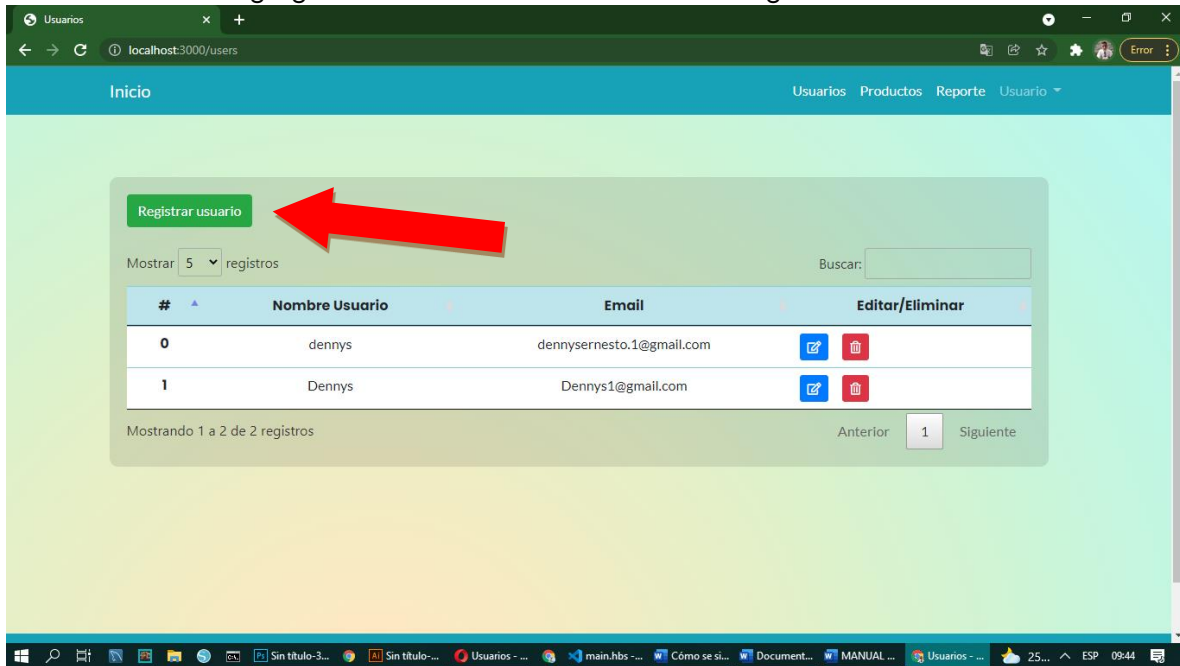 Usuarios
localhost:3000/users
Error
Inicio Usuarios Productos Reporte Usuario
Registrar usuario
Mostrar 5 registros Buscar:
# Nombre Usuario Email Editar/Eliminar
0 dennys dennysernesto.1@gmail.com
1 Dennys Dennys1@gmail.com
Mostrando 1 a 2 de 2 registros Anterior 1 Siguiente
Sin título-3... Sin título-... Usuarios - ... main.hbs -... Cómo se si... Document... MANUAL ... Usuarios - ... 25... ESP 09:44